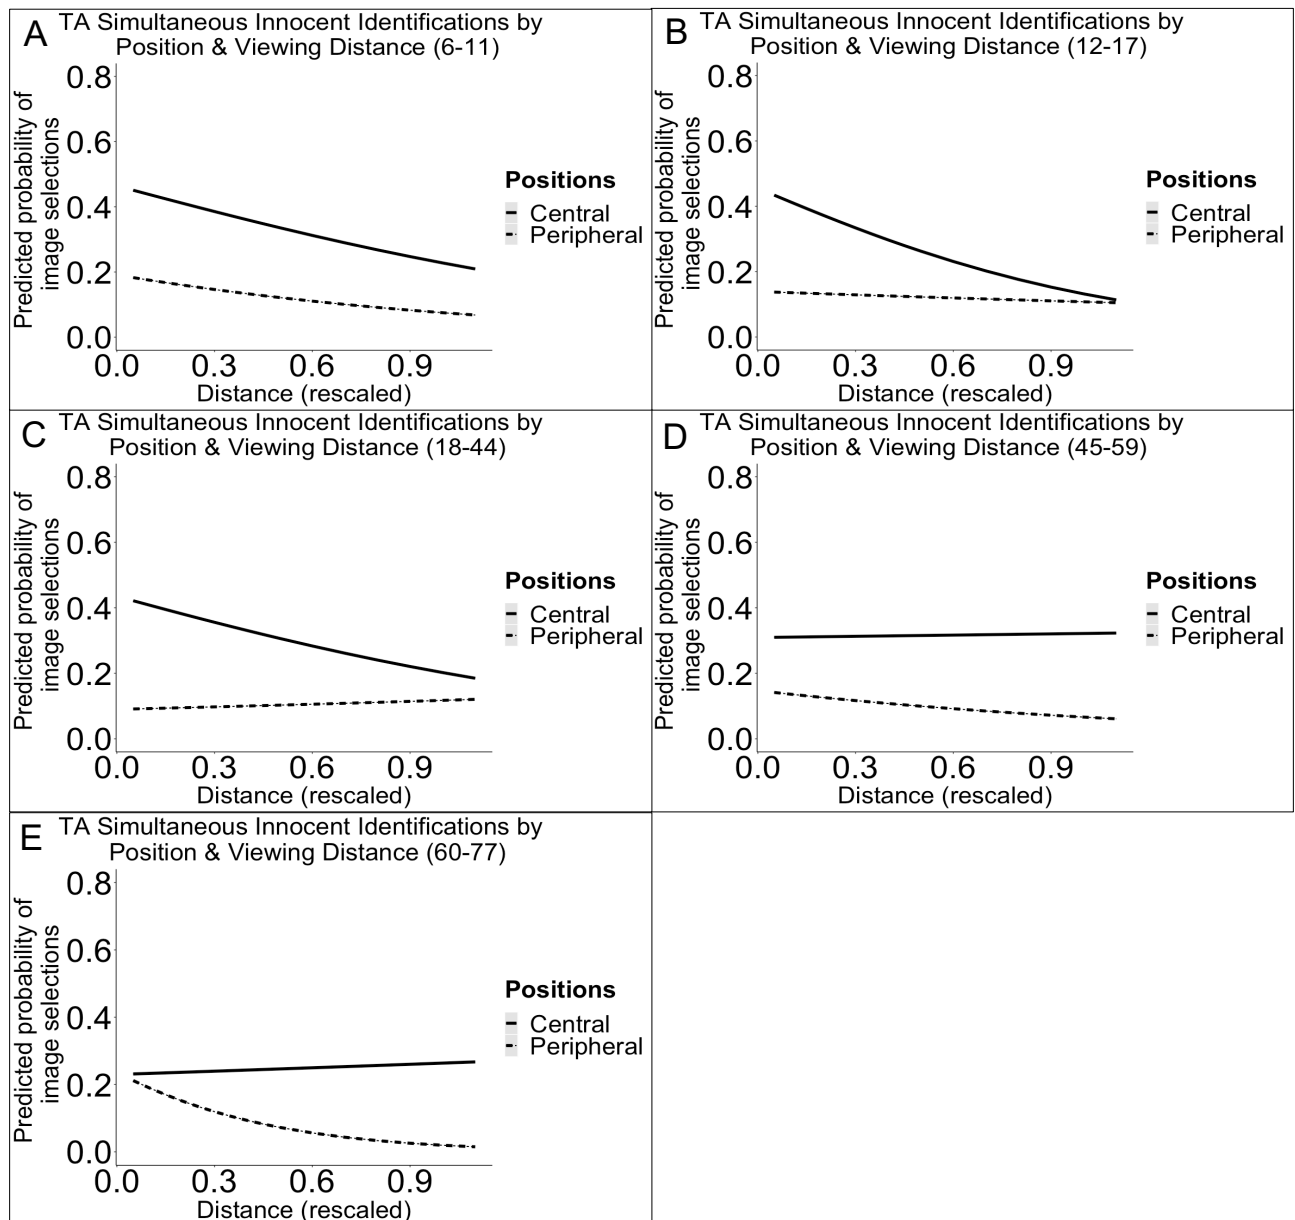 A
TA Simultaneous Innocent Identifications by
Position & Viewing Distance (6-11)
Predicted probability of
image selections
0.8
0.6
0.4
0.2
0.0
0.0 0.3 0.6 0.9
Distance (rescaled)
Positions
Central
Peripheral
B
TA Simultaneous Innocent Identifications by
Position & Viewing Distance (12-17)
Predicted probability of
image selections
0.8
0.6
0.4
0.2
0.0
0.0 0.3 0.6 0.9
Distance (rescaled)
Positions
Central
Peripheral
C
TA Simultaneous Innocent Identifications by
Position & Viewing Distance (18-44)
Predicted probability of
image selections
0.8
0.6
0.4
0.2
0.0
0.0 0.3 0.6 0.9
Distance (rescaled)
Positions
Central
Peripheral
D
TA Simultaneous Innocent Identifications by
Position & Viewing Distance (45-59)
Predicted probability of
image selections
0.8
0.6
0.4
0.2
0.0
0.0 0.3 0.6 0.9
Distance (rescaled)
Positions
Central
Peripheral
E
TA Simultaneous Innocent Identifications by
Position & Viewing Distance (60-77)
Predicted probability of
image selections
0.8
0.6
0.4
0.2
0.0
0.0 0.3 0.6 0.9
Distance (rescaled)
Positions
Central
Peripheral